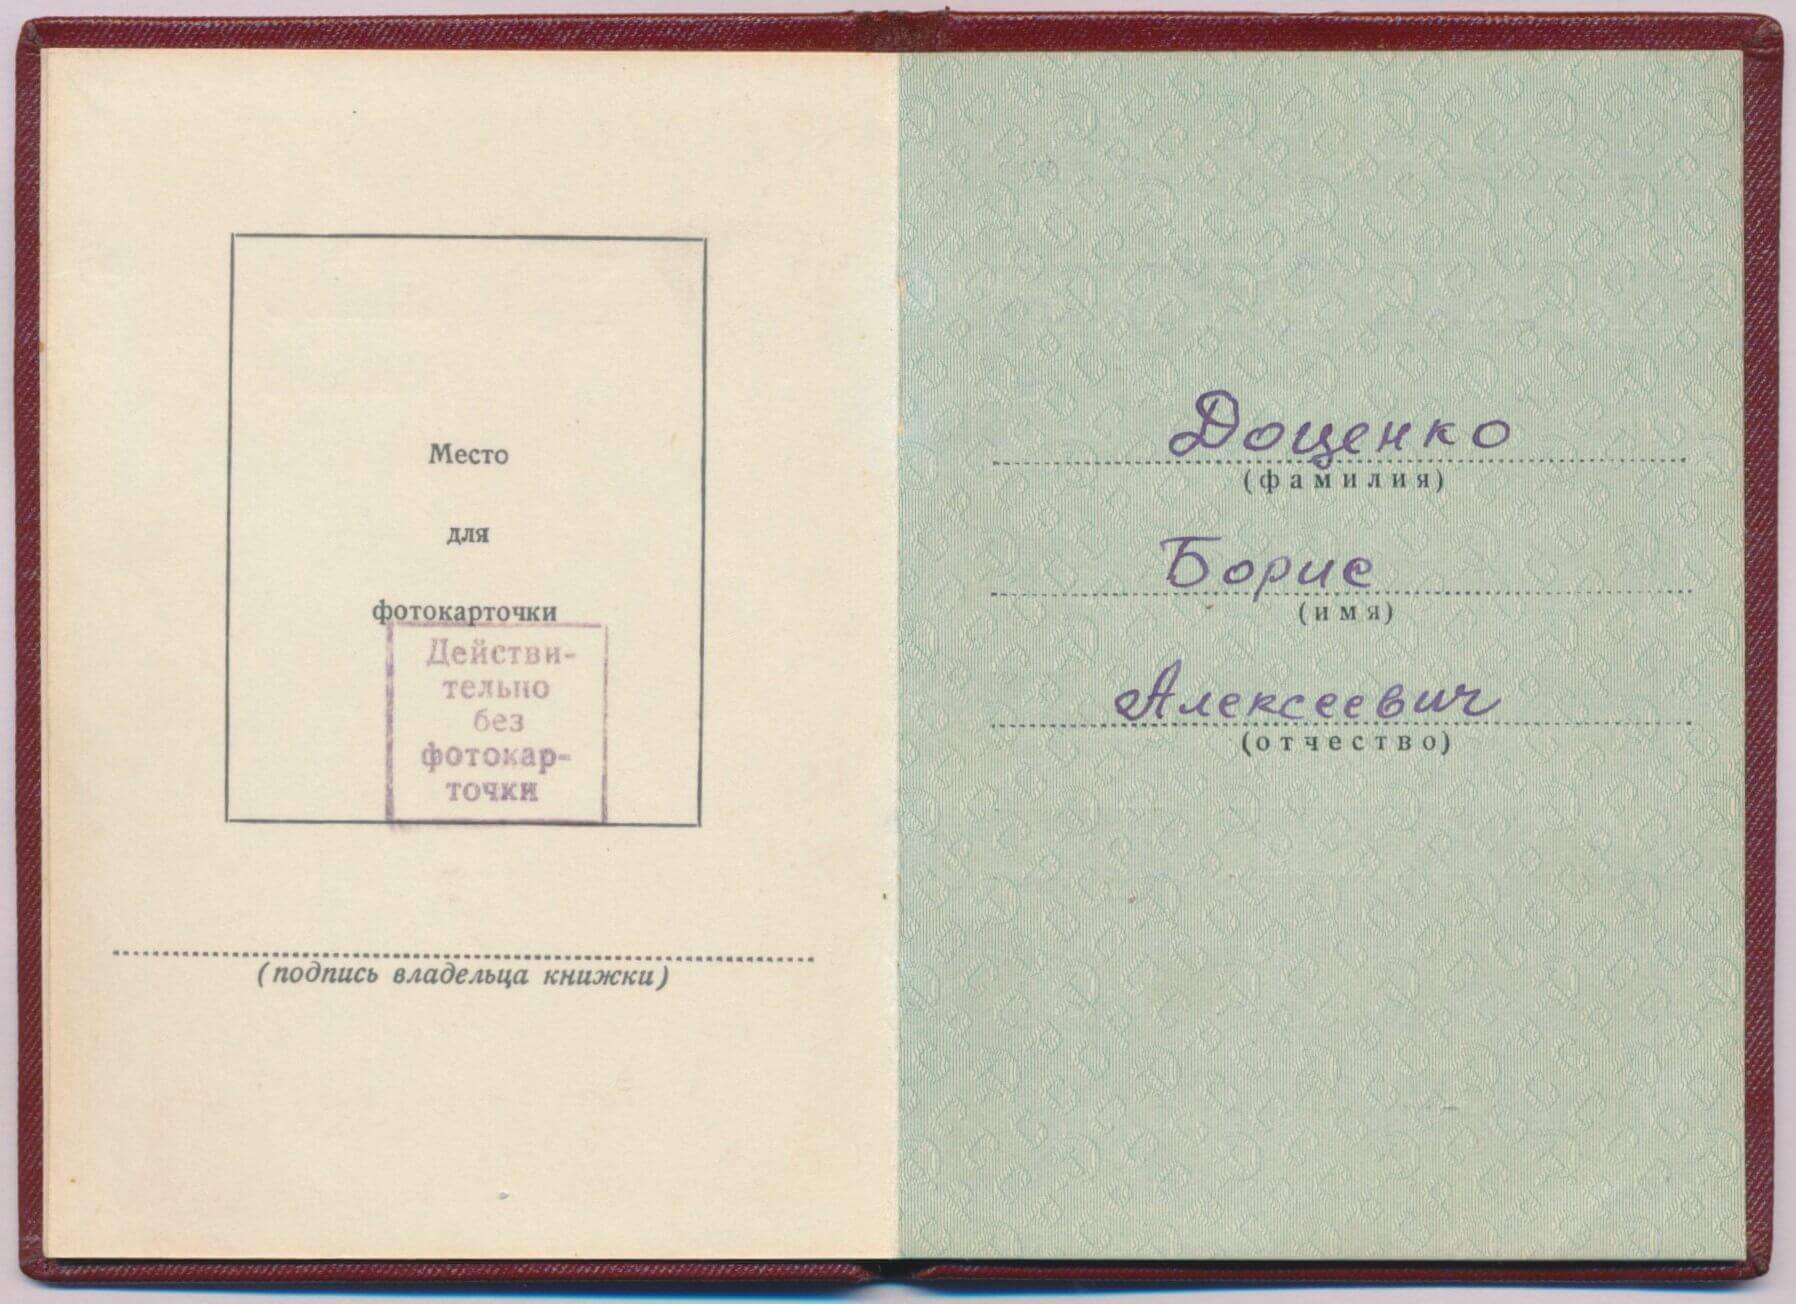 Место
для
фотокарточки
Действи-
тельно
без
фотокар-
точки
(подпись владельца книжки)
Доценко
(фамилия)
Борис
(имя)
Алексеевич
(отчество)